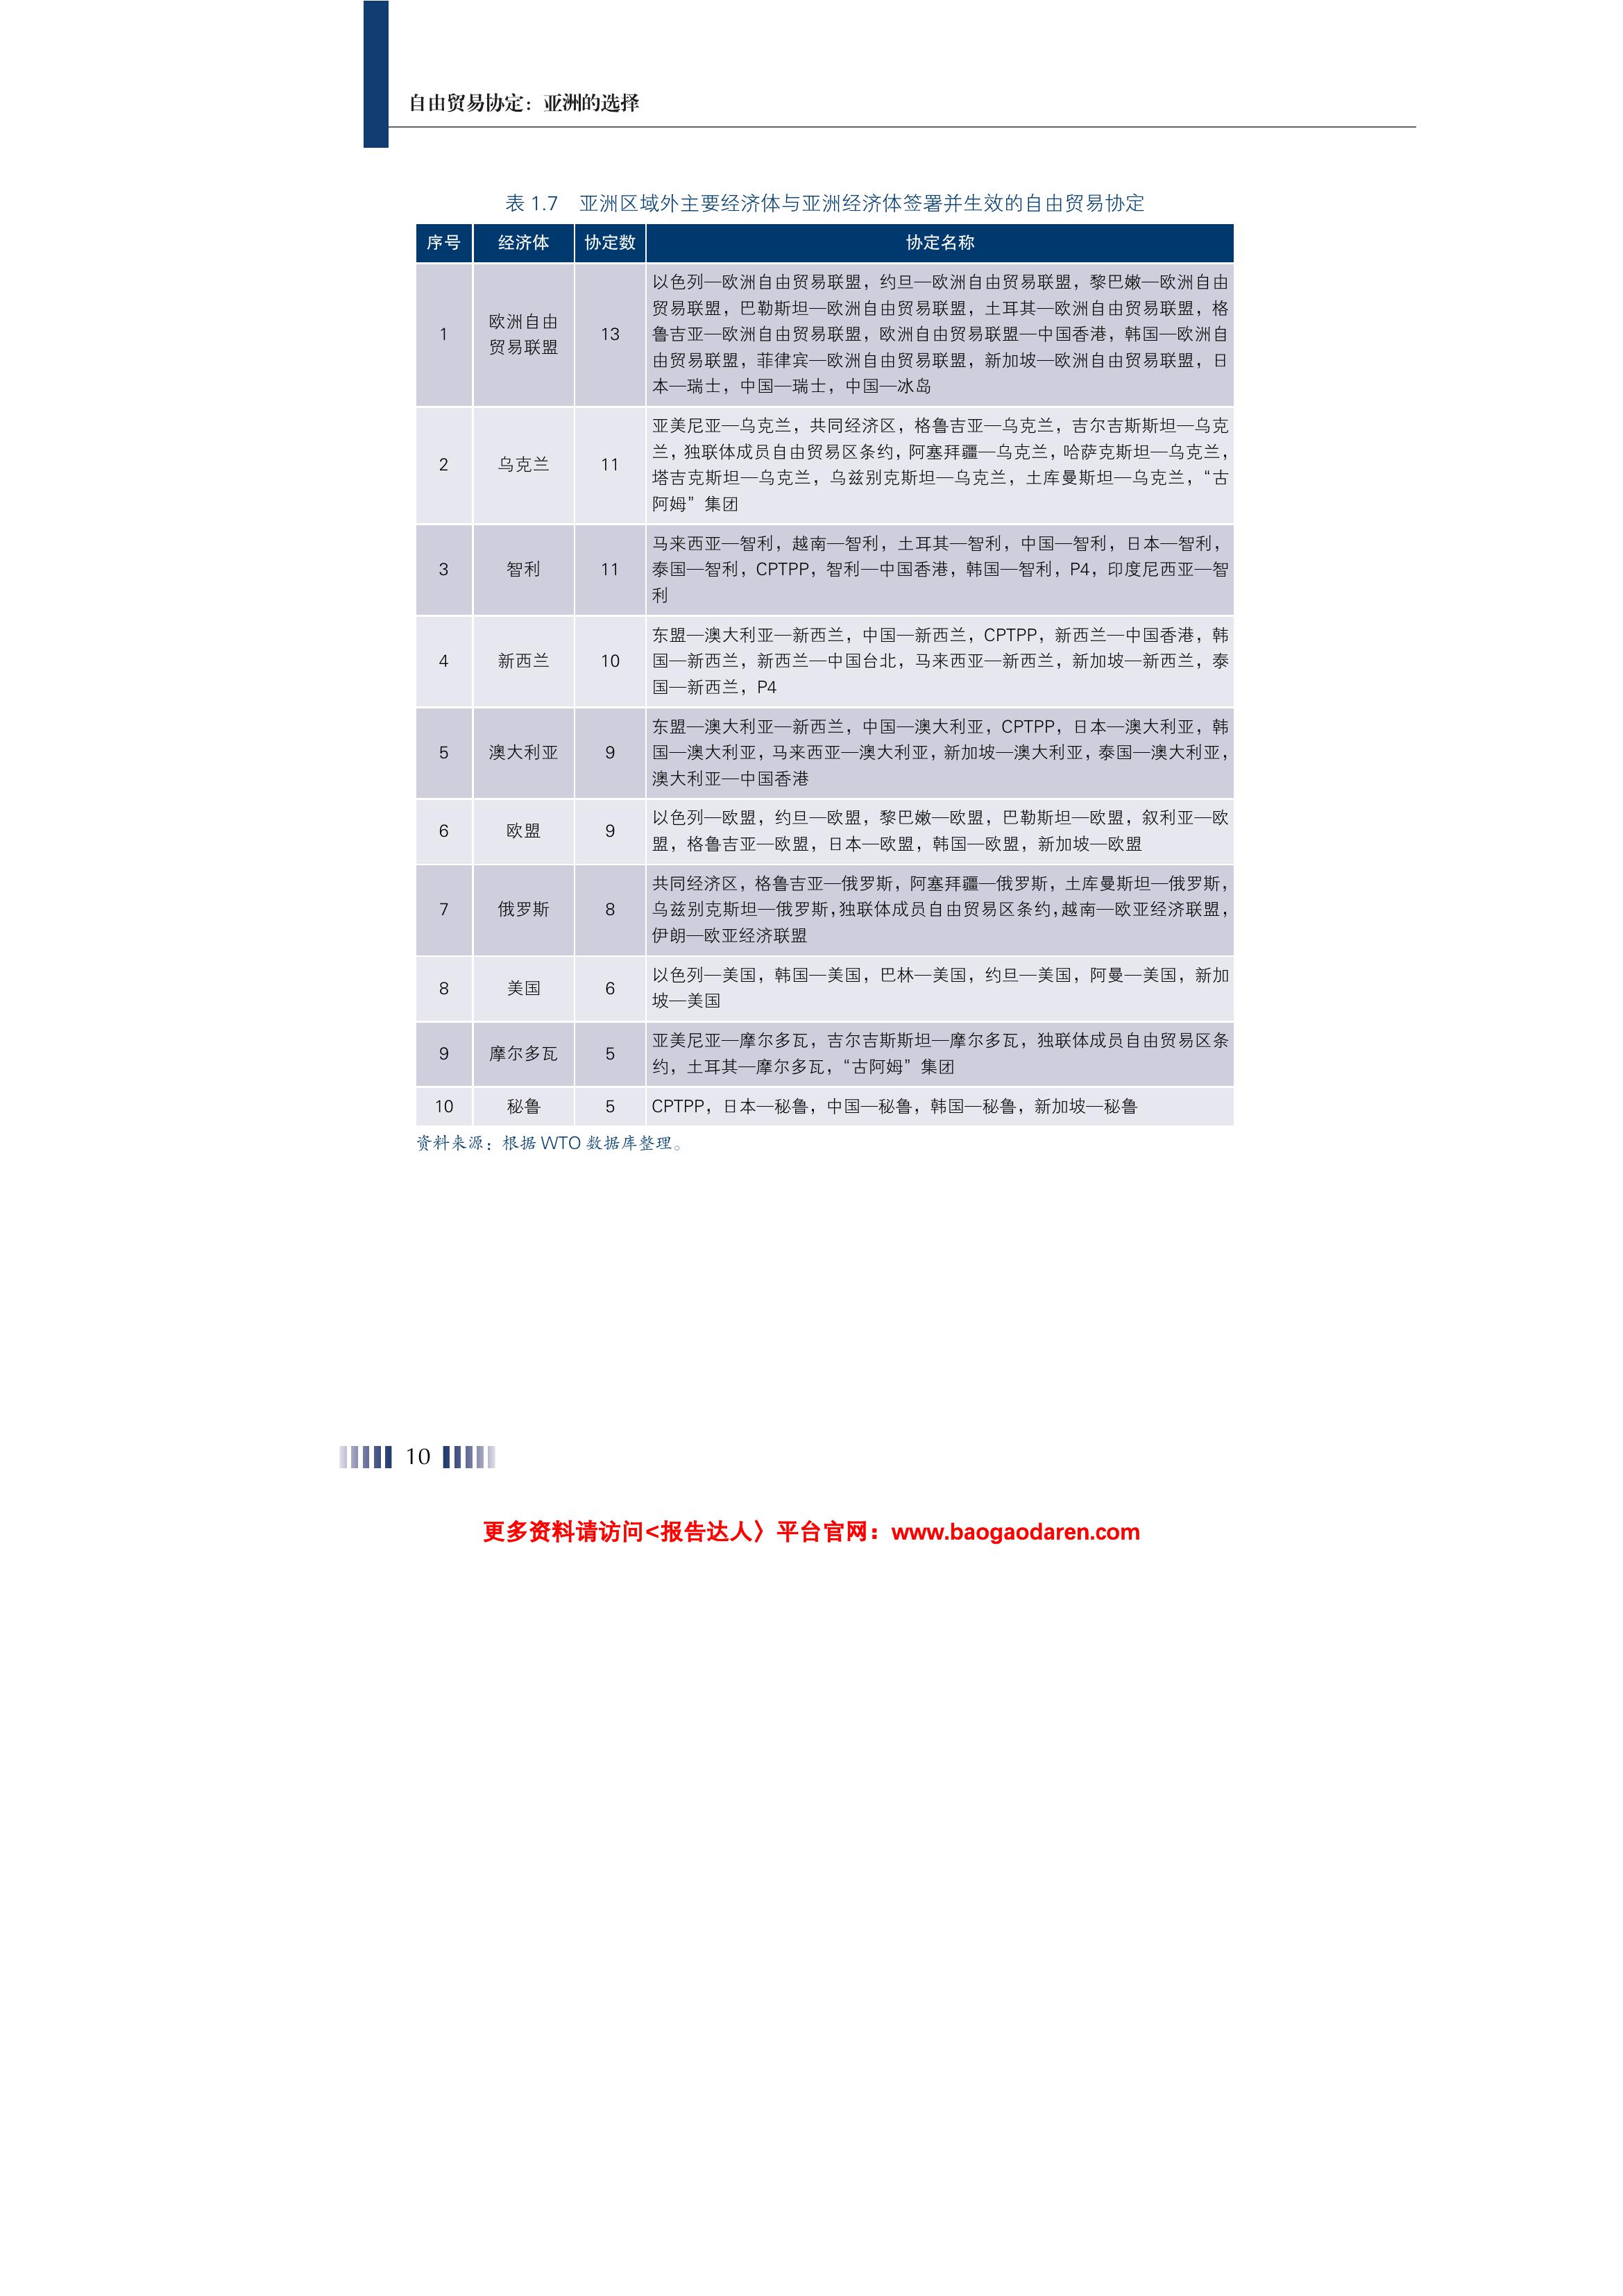 自由贸易协定：亚洲的选择
表 1.7　亚洲区域外主要经济体与亚洲经济体签署并生效的自由贸易协定
序号　经济体　协定数　协定名称
以色列—欧洲自由贸易联盟，约旦—欧洲自由贸易联盟，黎巴嫩—欧洲自由
贸易联盟，巴勒斯坦—欧洲自由贸易联盟，土耳其—欧洲自由贸易联盟，格
1　欧洲自由贸易联盟　13　鲁吉亚—欧洲自由贸易联盟，欧洲自由贸易联盟—中国香港，韩国—欧洲自
由贸易联盟，菲律宾—欧洲自由贸易联盟，新加坡—欧洲自由贸易联盟，日
本—瑞士，中国—瑞士，中国—冰岛
亚美尼亚—乌克兰，共同经济区，格鲁吉亚—乌克兰，吉尔吉斯斯坦—乌克
2　乌克兰　11　兰，独联体成员自由贸易区条约，阿塞拜疆—乌克兰，哈萨克斯坦—乌克兰，
塔吉克斯坦—乌克兰，乌兹别克斯坦—乌克兰，土库曼斯坦—乌克兰，“古
阿姆”集团
马来西亚—智利，越南—智利，土耳其—智利，中国—智利，日本—智利，
3　智利　11　泰国—智利，CPTPP，智利—中国香港，韩国—智利，P4，印度尼西亚—智
利
东盟—澳大利亚—新西兰，中国—新西兰，CPTPP，新西兰—中国香港，韩
4　新西兰　10　国—新西兰，新西兰—中国台北，马来西亚—新西兰，新加坡—新西兰，泰
国—新西兰，P4
东盟—澳大利亚—新西兰，中国—澳大利亚，CPTPP，日本—澳大利亚，韩
5　澳大利亚　9　国—澳大利亚，马来西亚—澳大利亚，新加坡—澳大利亚，泰国—澳大利亚，
澳大利亚—中国香港
6　欧盟　9　以色列—欧盟，约旦—欧盟，黎巴嫩—欧盟，巴勒斯坦—欧盟，叙利亚—欧
盟，格鲁吉亚—欧盟，日本—欧盟，韩国—欧盟，新加坡—欧盟
共同经济区，格鲁吉亚—俄罗斯，阿塞拜疆—俄罗斯，土库曼斯坦—俄罗斯，
7　俄罗斯　8　乌兹别克斯坦—俄罗斯，独联体成员自由贸易区条约，越南—欧亚经济联盟，
伊朗—欧亚经济联盟
8　美国　6　以色列—美国，韩国—美国，巴林—美国，约旦—美国，阿曼—美国，新加
坡—美国
9　摩尔多瓦　5　亚美尼亚—摩尔多瓦，吉尔吉斯斯坦—摩尔多瓦，独联体成员自由贸易区条
约，土耳其—摩尔多瓦，“古阿姆”集团
10　秘鲁　5　CPTPP，日本—秘鲁，中国—秘鲁，韩国—秘鲁，新加坡—秘鲁
资料来源：根据 WTO 数据库整理。
10
更多资料请访问<报告达人〉平台官网：www.baogaodaren.com